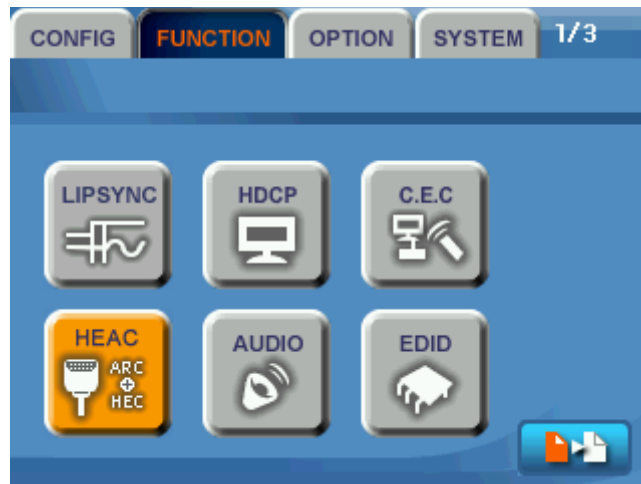 CONFIG FUNCTION OPTION SYSTEM 1/3
LIPSYNC HDCP C.E.C
HEAC AUDIO EDID
ARC
+
HEC